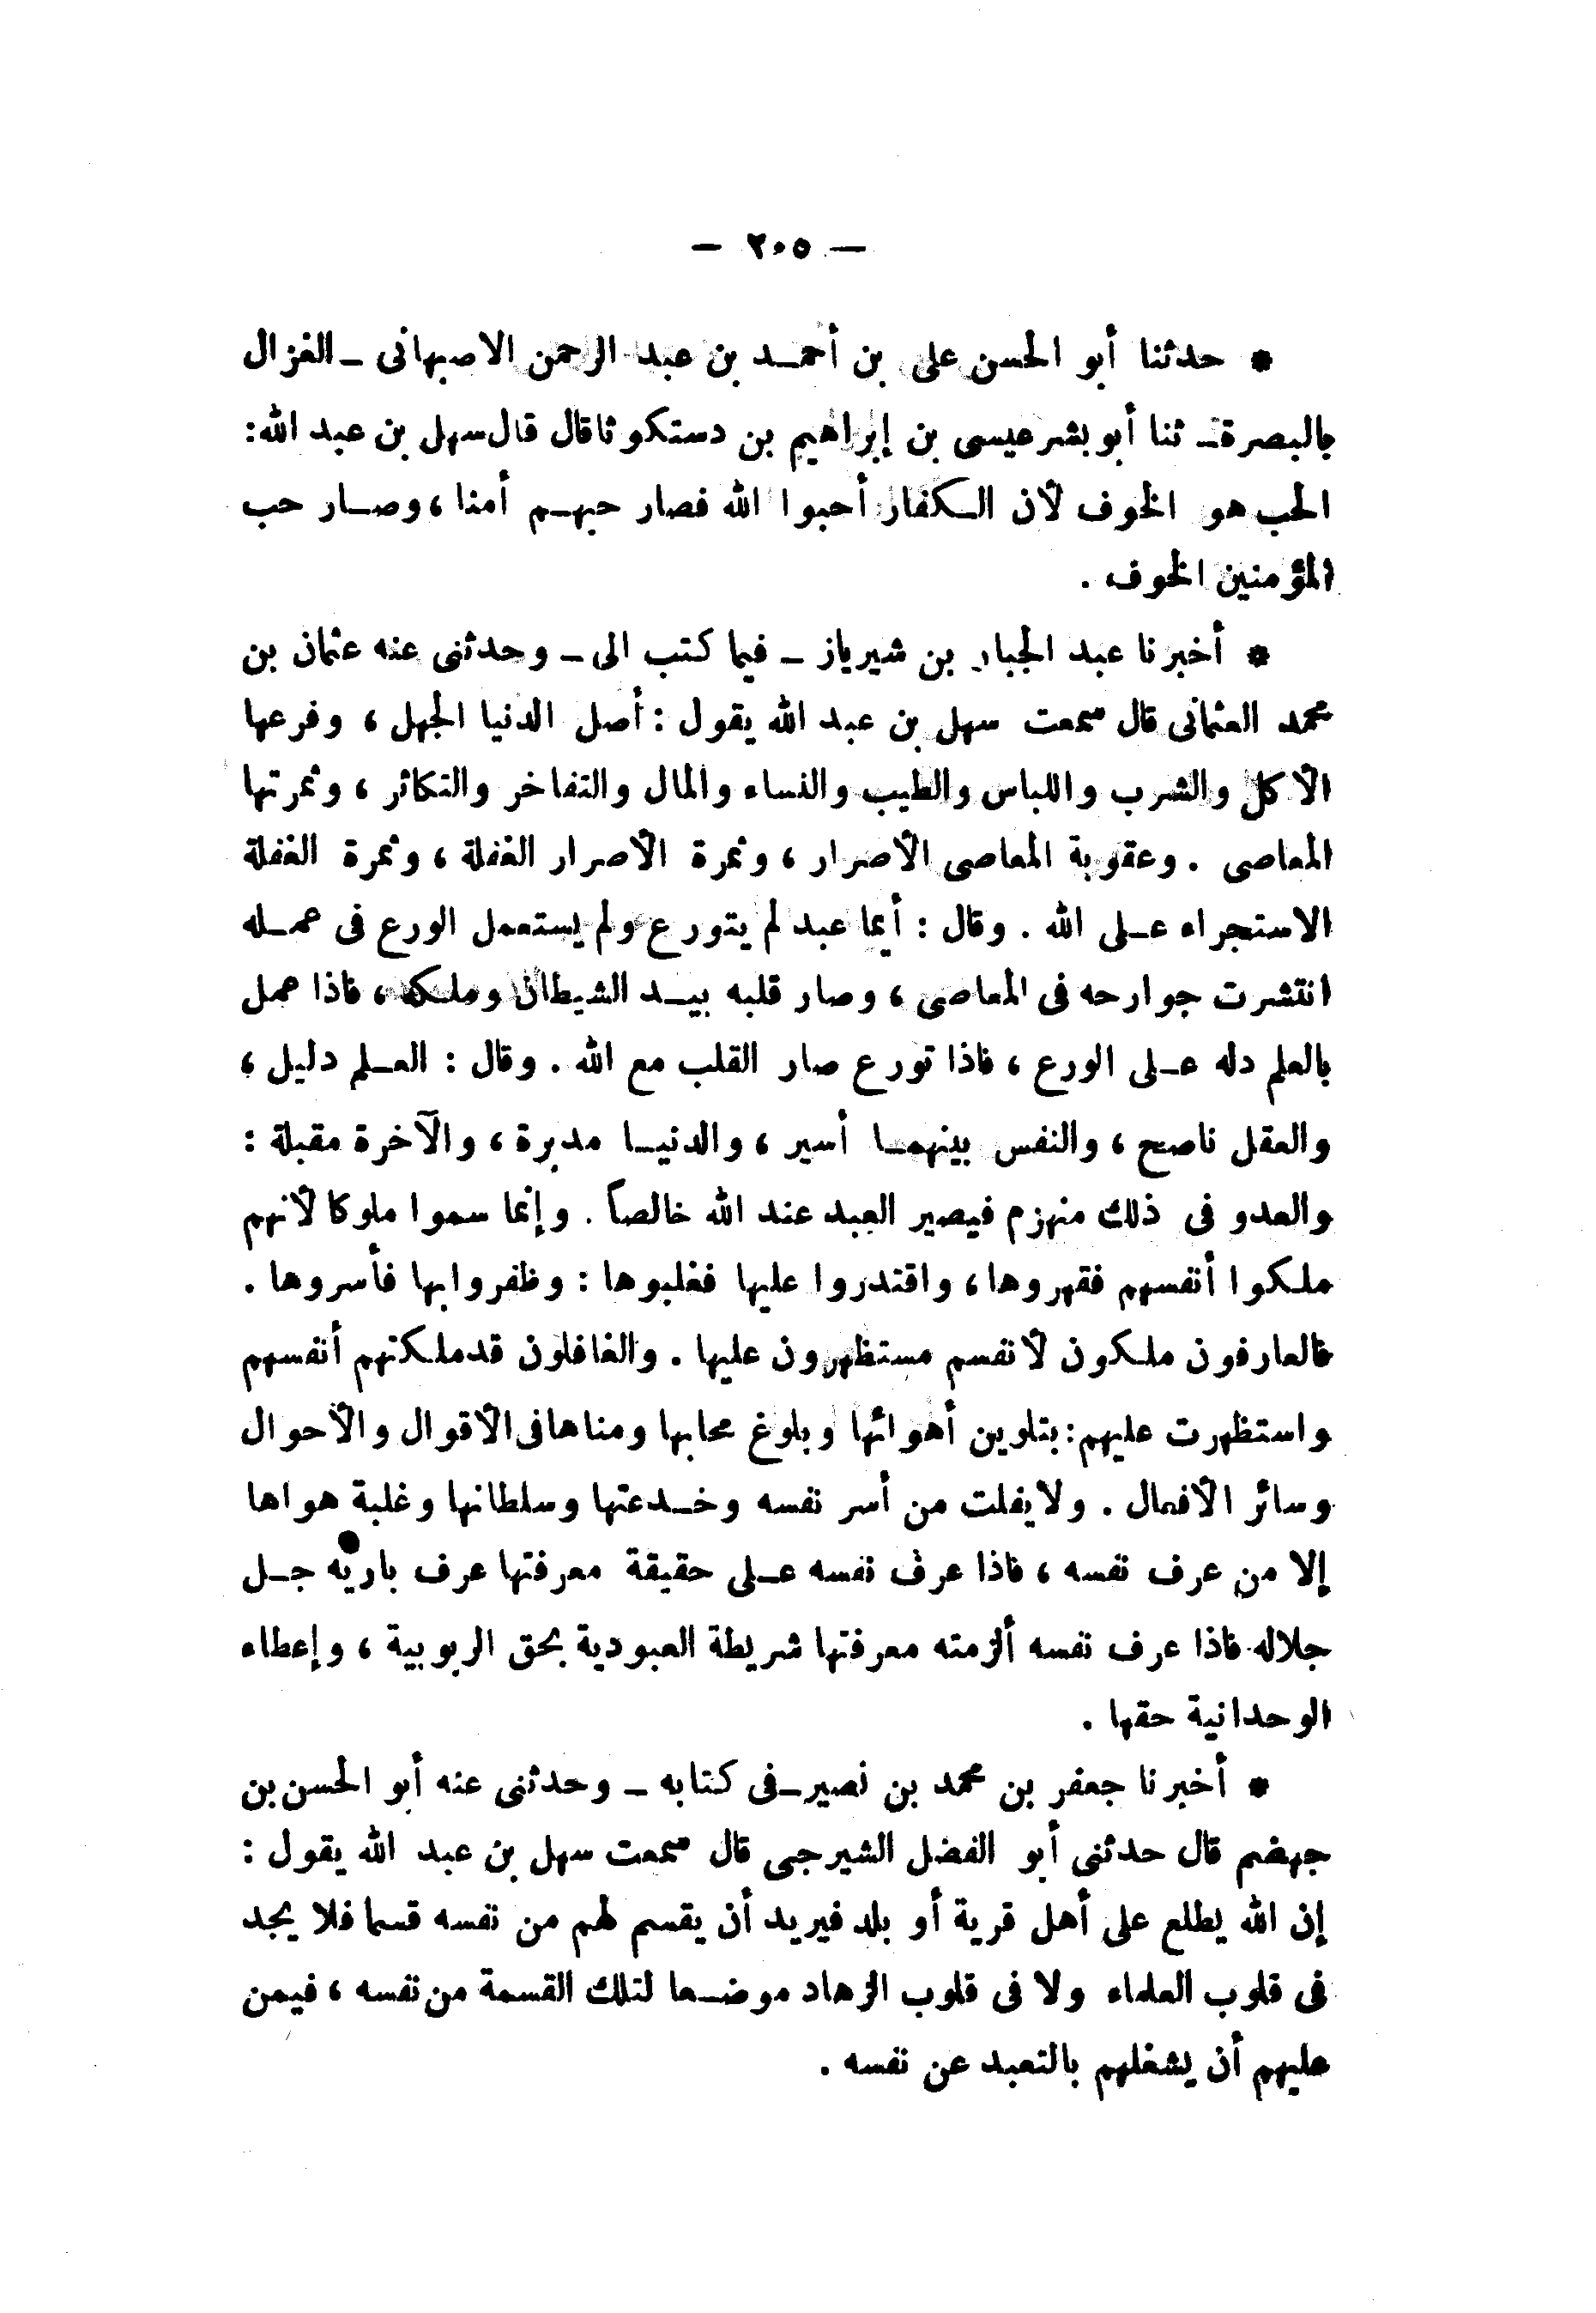 — ٢٠٥ —
* حدثنا أبو الحسن على بن أحمد بن عبد الرحمن الاصبهانى - الغزال
بالبصرة - ثنا أبو بشر عيسى بن إبراهيم بن دستكوثا قال قال سهل بن عبد الله:
الحب هو الخوف لأن الكفار أحبوا الله فصار حبهم أمنا ، وصار حب
المؤمنين الخوف .
* أخبرنا عبد الجبار بن شيرياز - فيما كتب الى - وحدثنى عنه عثمان بن
محمد العثمانى قال سمعت سهل بن عبد الله يقول : أصل الدنيا الجهل ، وفرعها
الأكل والشرب واللباس والطيب والنساء والمال والتفاخر والتكاثر ، وثمرتها
المعاصى . وعقوبة المعاصى الأصرار ، وثمرة الأصرار الغفلة ، وثمرة الغفلة
الاستجراء على الله . وقال : أيما عبد لم يتورع ولم يستعمل الورع فى عمله
انتشرت جوارحه فى المعاصى ، وصار قلبه بيد الشيطان وملكه ، فاذا عمل
بالعلم دله على الورع ، فاذا تورع صار القلب مع الله . وقال : العلم دليل ،
والعقل ناصح ، والنفس بينهما أسير ، والدنيا مدبرة ، والآخرة مقبلة :
والعدو فى ذلك منهزم فيصير العبد عند الله خالصاً . وإنما سموا ملوكا لأنهم
ملكوا أنفسهم فقهروها ، واقتدروا عليها فغلبوها : وظفروا بها فأسروها .
فالعارفون ملكون لأنفسم مستظهرون عليها . والغافلون قد ملكتهم أنفسهم
واستظهرت عليهم : بتلوين أهوائها وبلوغ محابها ومناها فى الأقوال والأحوال
وسائر الأفعال . ولا يفلت من أسر نفسه وخدعتها وسلطانها وغلبة هواها
إلا من عرف نفسه ، فاذا عرف نفسه على حقيقة معرفتها عرف باريه جل
جلاله فاذا عرف نفسه ألزمته معرفتها شريطة العبودية بحق الربوبية ، وإعطاء
الوحدانية حقها .
* أخبرنا جعفر بن محمد بن نصير - فى كتابه - وحدثنى عنه أبو الحسن بن
جهضم قال حدثنى أبو الفضل الشيرجى قال سمعت سهل بن عبد الله يقول :
إن الله يطلع على أهل قرية أو بلد فيريد أن يقسم لهم من نفسه قسما فلا يجد
فى قلوب العلماء ولا فى قلوب الزهاد موضعا لتلك القسمة من نفسه ، فيمن
عليهم أن يشغلهم بالتعبد عن نفسه .